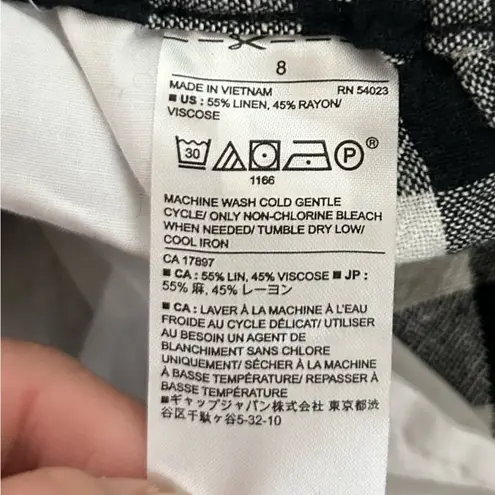 8
MADE IN VIETNAM RN 54023
■ US : 55% LINEN, 45% RAYON/
VISCOSE
30 P ®
1166
MACHINE WASH COLD GENTLE
CYCLE/ ONLY NON-CHLORINE BLEACH
WHEN NEEDED/ TUMBLE DRY LOW/
COOL IRON
CA 17897
■ CA : 55% LIN, 45% VISCOSE ■ JP :
55% 麻, 45% レーヨン
■ CA : LAVER À LA MACHINE À L'EAU
FROIDE AU CYCLE DÉLICAT/ UTILISER
AU BESOIN UN AGENT DE
BLANCHIMENT SANS CHLORE
UNIQUEMENT/ SÉCHER À LA MACHINE
À BASSE TEMPÉRATURE/ REPASSER À
BASSE TEMPÉRATURE
■ギャップジャパン株式会社 東京都渋
谷区千駄ヶ谷5-32-10